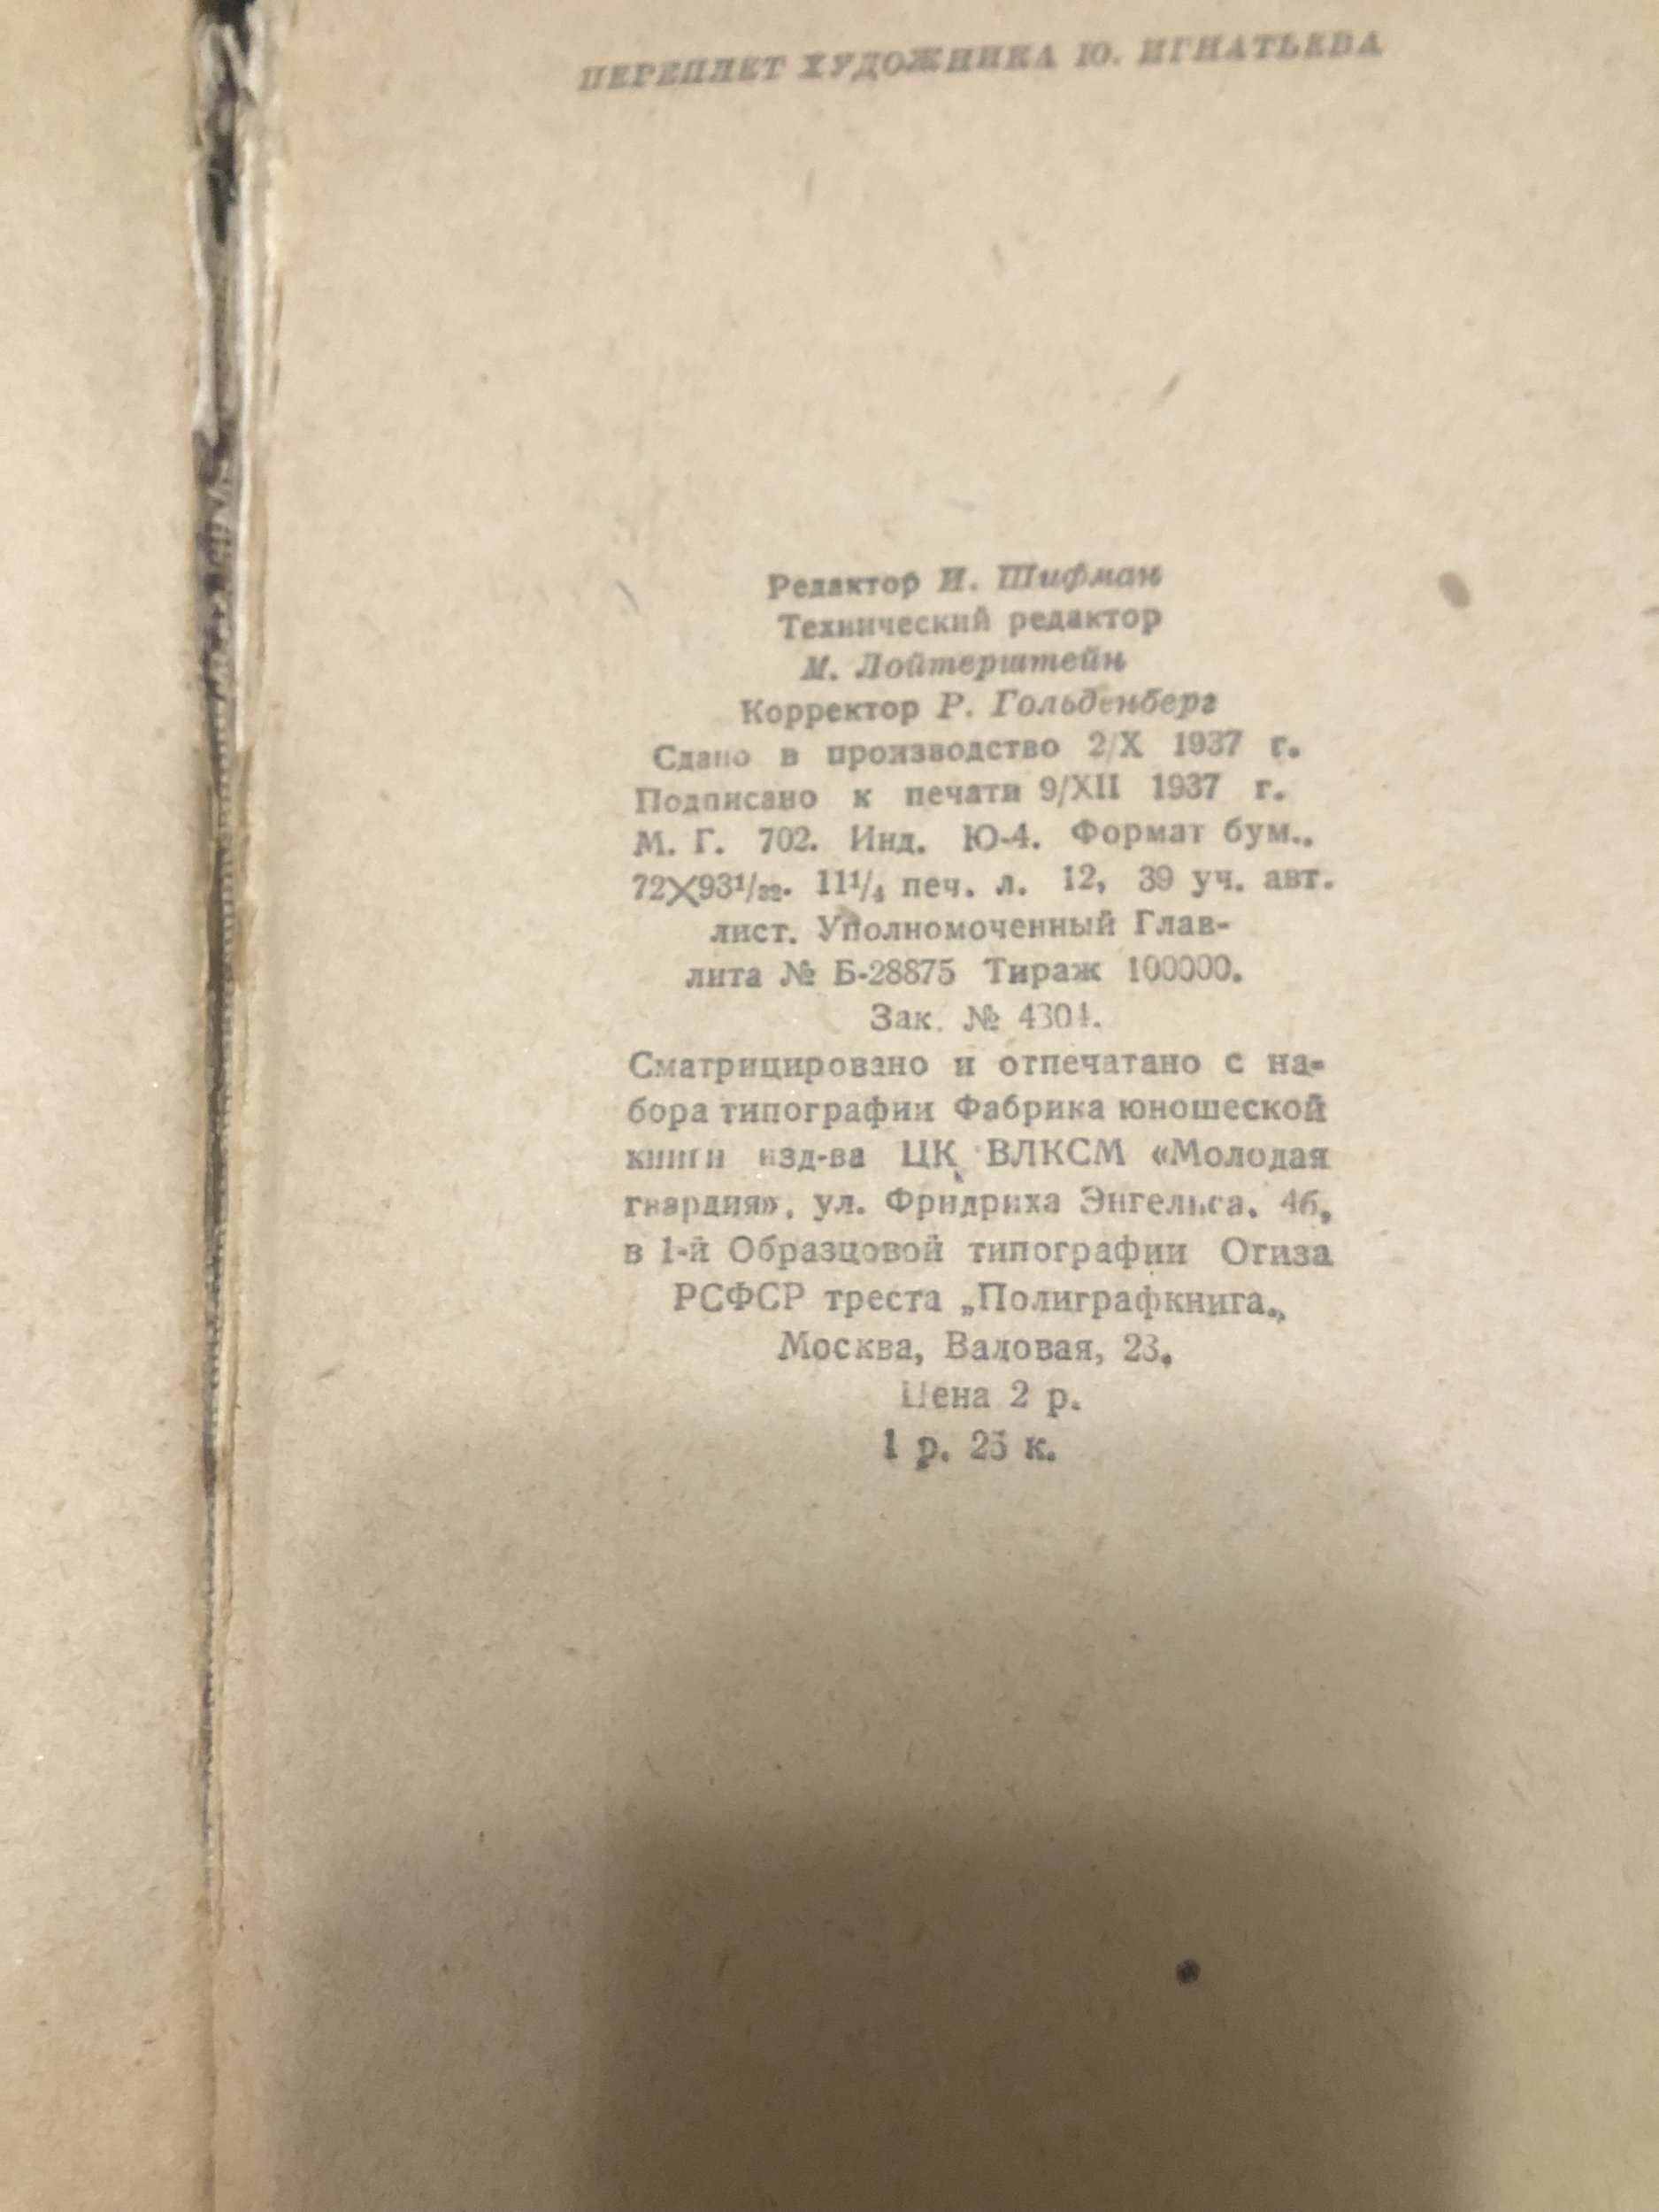 ПЕРЕПЛЕТ ХУДОЖНИКА Ю. ИГНАТЬЕВА
Редактор И. Шифман
Технический редактор
М. Лойтерштейн
Корректор Р. Гольденберг
Сдано в производство 2/X 1937 г.
Подписано к печати 9/XII 1937 г.
М. Г. 702. Инд. Ю-4. Формат бум..
72X93¹/₃₂. 11¹/₄ печ. л. 12, 39 уч. авт.
лист. Уполномоченный Глав-
лита № Б-28875 Тираж 100000.
Зак. № 4304.
Сматрицировано и отпечатано с на-
бора типографии Фабрика юношеской
книги изд-ва ЦК ВЛКСМ «Молодая
гвардия», ул. Фридриха Энгельса. 46,
в 1-й Образцовой типографии Огиза
РСФСР треста „Полиграфкнига„
Москва, Валовая, 28.
Цена 2 р.
1 р. 25 к.